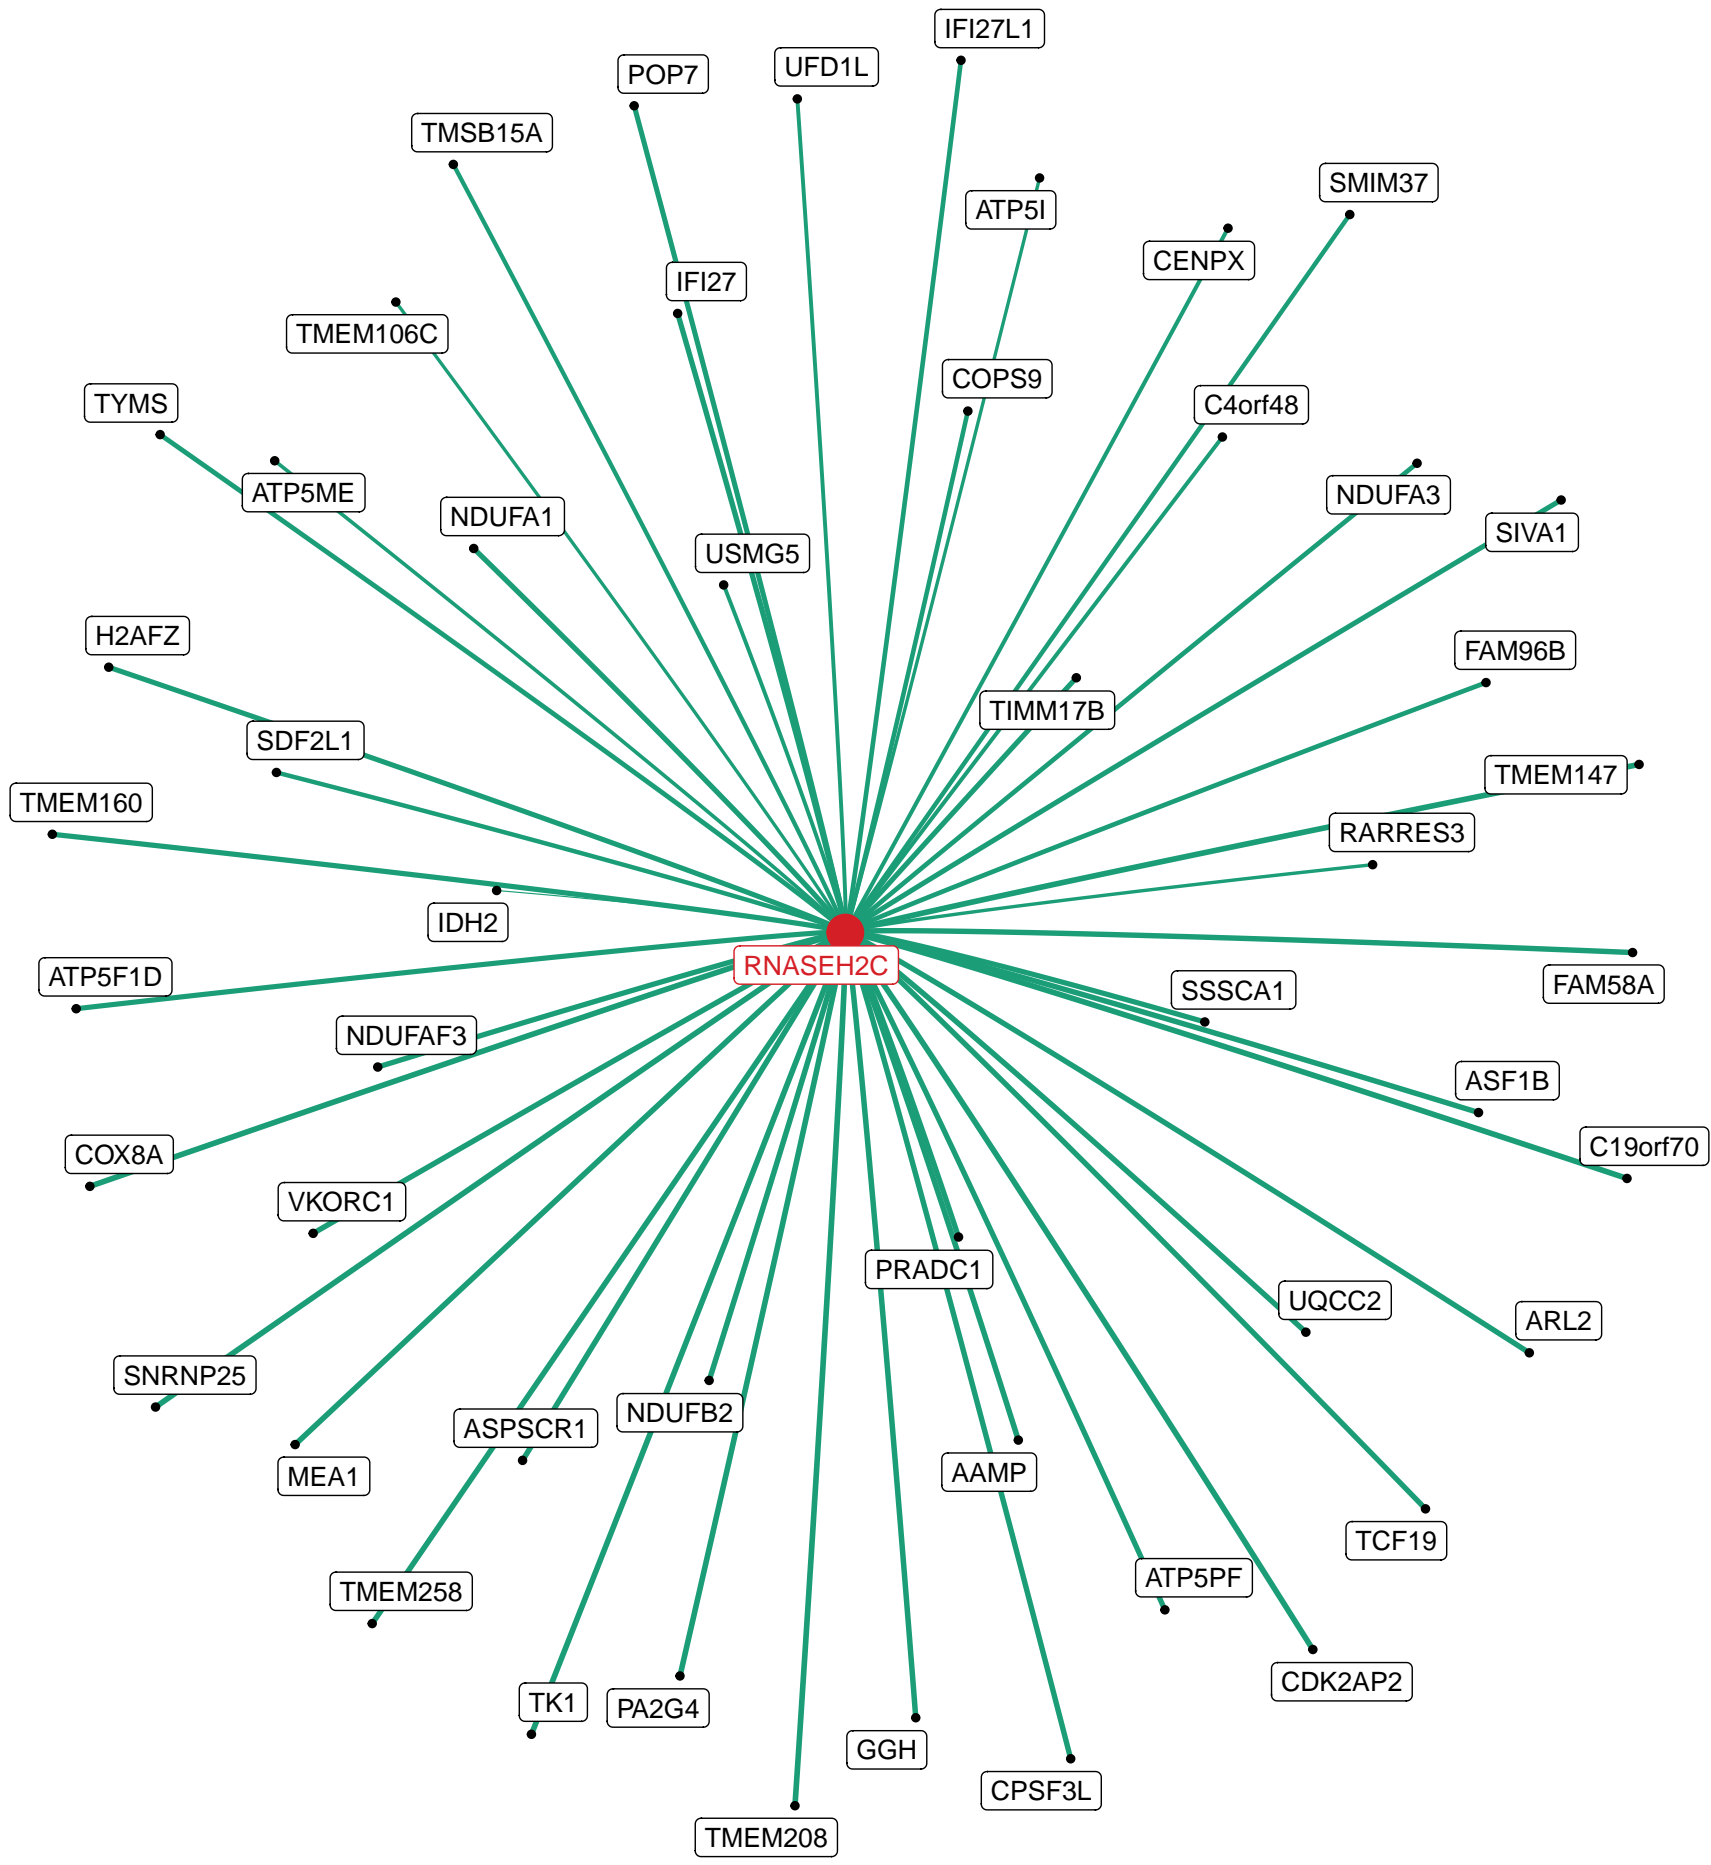 IFI27L1
UFD1L
POP7
TMSB15A
SMIM37
ATP5I
CENPX
IFI27
TMEM106C
COPS9
TYMS
C4orf48
ATP5ME
NDUFA3
NDUFA1
SIVA1
USMG5
H2AFZ
FAM96B
TIMM17B
SDF2L1
TMEM147
TMEM160
RARRES3
IDH2
RNASEH2C
ATP5F1D
FAM58A
SSSCA1
NDUFAF3
ASF1B
C19orf70
COX8A
VKORC1
PRADC1
UQCC2
ARL2
SNRNP25
NDUFB2
ASPSCR1
AAMP
MEA1
TCF19
ATP5PF
TMEM258
CDK2AP2
TK1
PA2G4
GGH
CPSF3L
TMEM208